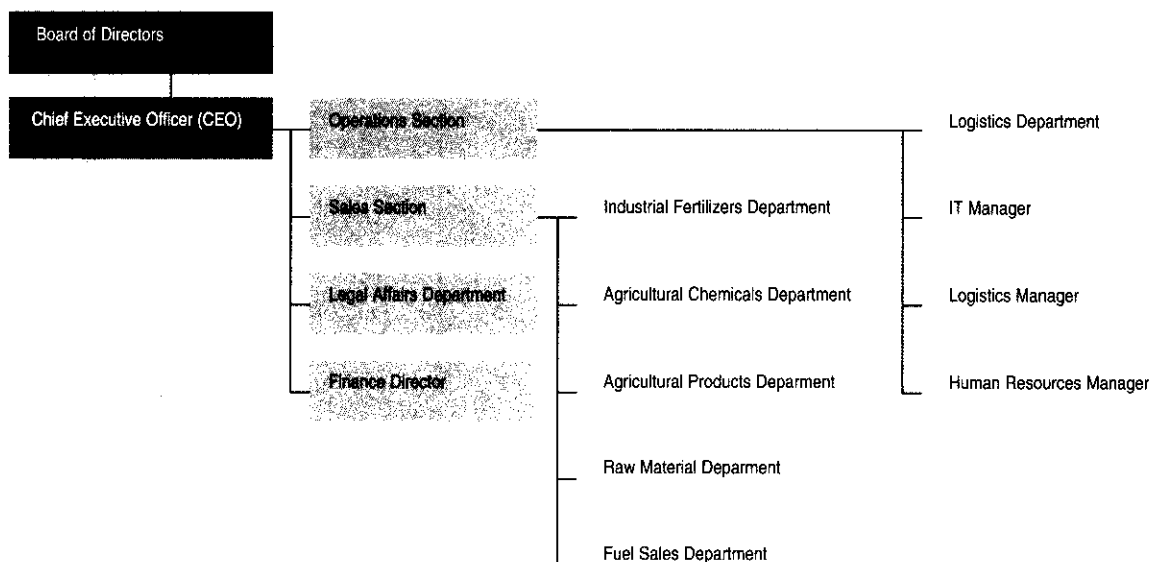 Board of Directors
Chief Executive Officer (CEO)
Operations Section
Logistics Department
Sales Section
Industrial Fertilizers Department
IT Manager
Legal Affairs Department
Agricultural Chemicals Department
Logistics Manager
Finance Director
Agricultural Products Deparment
Human Resources Manager
Raw Material Deparment
Fuel Sales Department